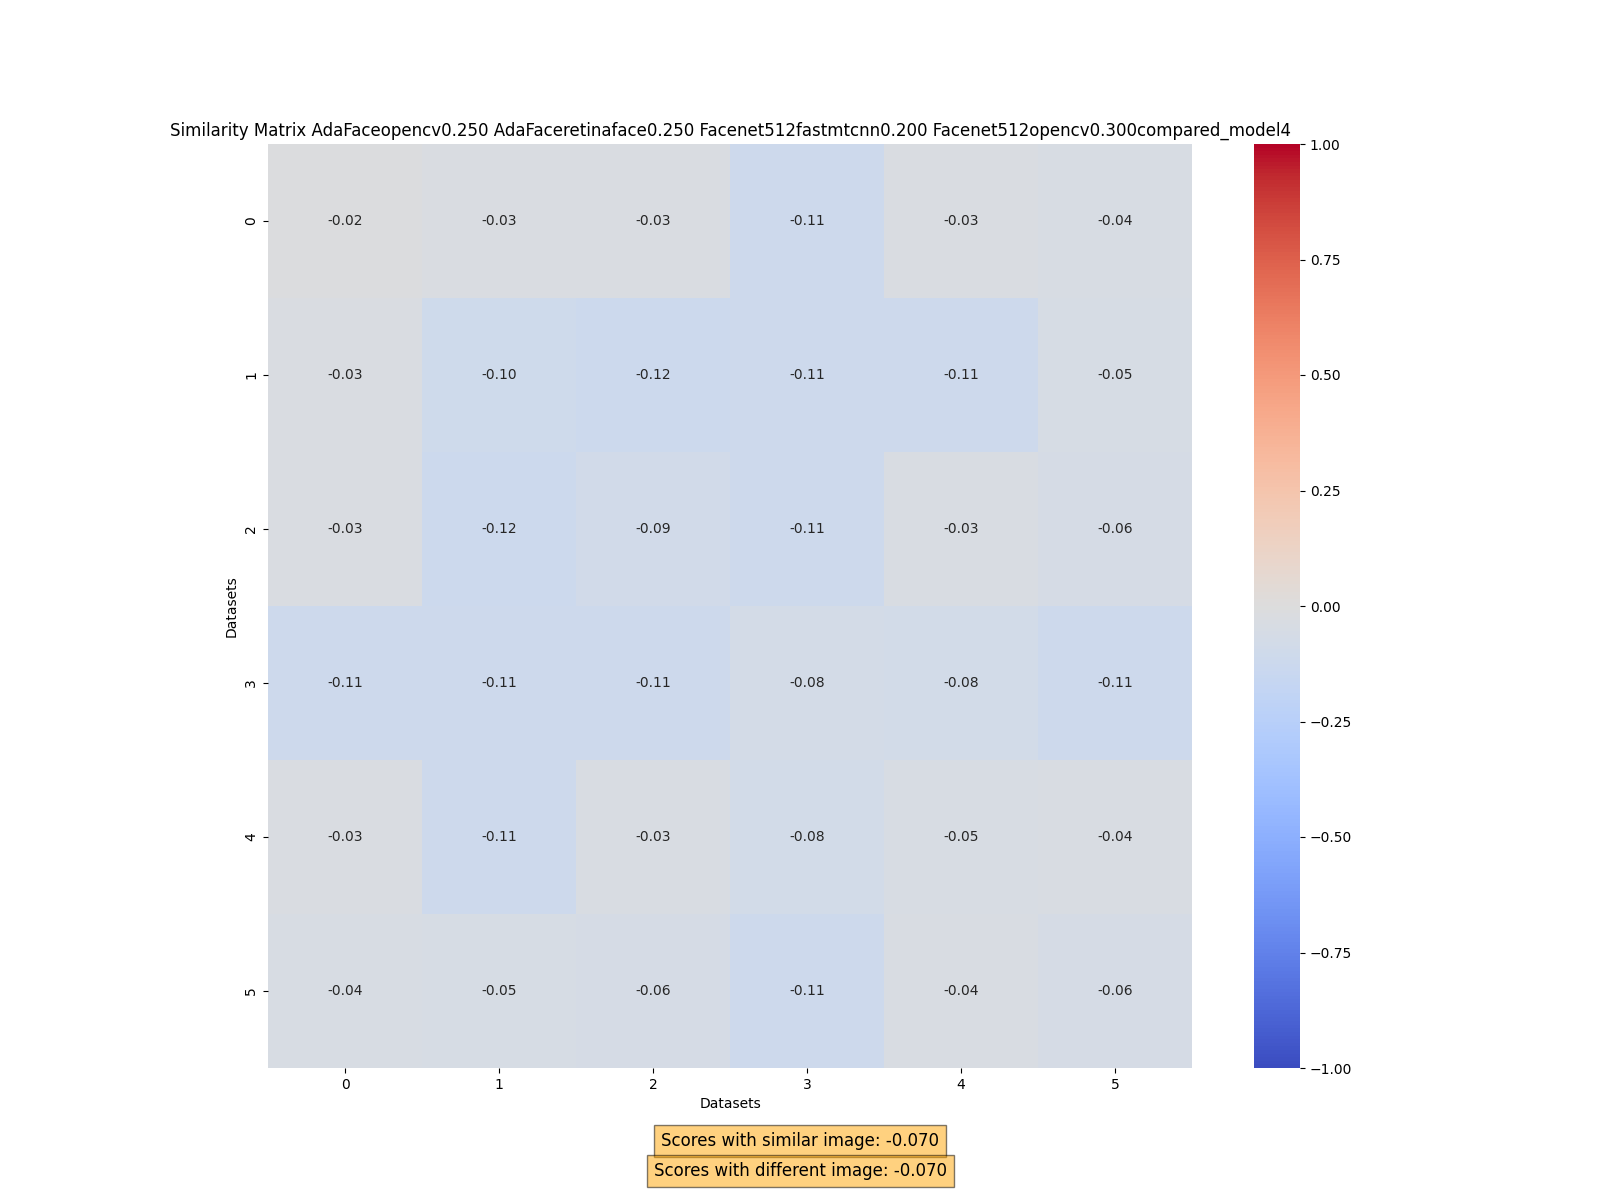 Similarity Matrix AdaFaceopencv0.250 AdaFaceretinaface0.250 Facenet512fastmtcnn0.200 Facenet512opencv0.300compared_model4
1.00
0 -0.02 -0.03 -0.03 -0.11 -0.03 -0.04
0.75
1 -0.03 -0.10 -0.12 -0.11 -0.11 -0.05
0.50
0.25
2 -0.03 -0.12 -0.09 -0.11 -0.03 -0.06
Datasets
0.00
3 -0.11 -0.11 -0.11 -0.08 -0.08 -0.11
−0.25
4 -0.03 -0.11 -0.03 -0.08 -0.05 -0.04
−0.50
−0.75
5 -0.04 -0.05 -0.06 -0.11 -0.04 -0.06
−1.00
0 1 2 3 4 5
Datasets
Scores with similar image: -0.070
Scores with different image: -0.070